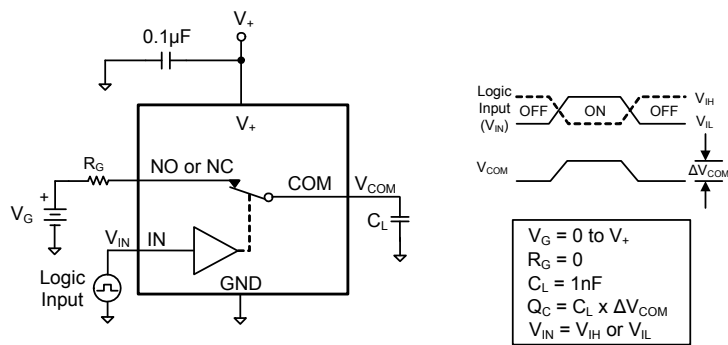 V+
0.1µF
V+
RG
NO or NC
COM
VCOM
VG
+
CL
VIN
IN
Logic
Input
GND
Logic
Input
(VIN)
OFF
ON
OFF
VIH
VIL
VCOM
ΔVCOM
VG = 0 to V+
RG = 0
CL = 1nF
QC = CL x ΔVCOM
VIN = VIH or VIL